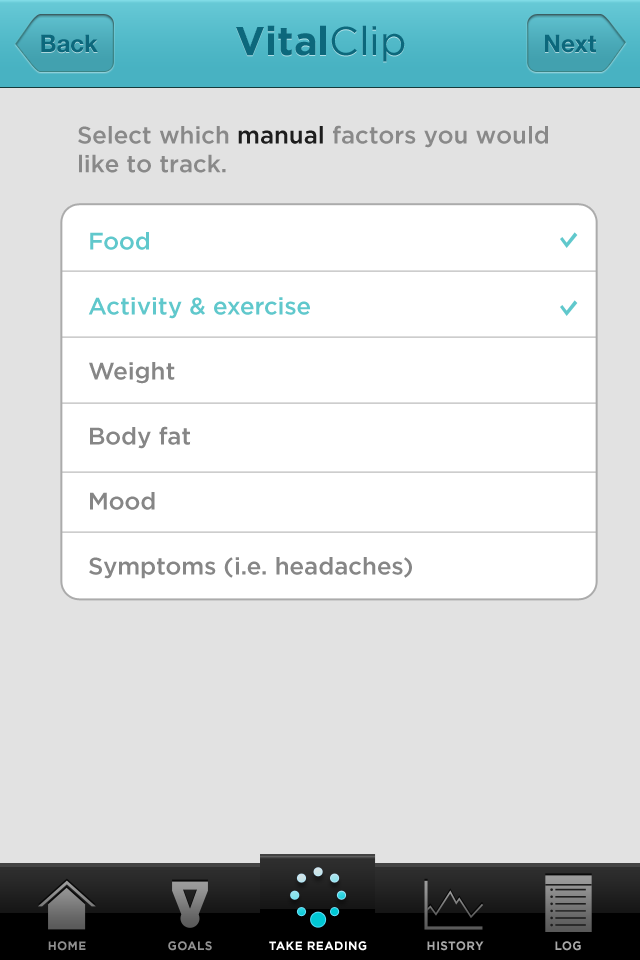 Back
VitalClip
Next
Select which manual factors you would
like to track.
Food
Activity & exercise
Weight
Body fat
Mood
Symptoms (i.e. headaches)
HOME
GOALS
TAKE READING
HISTORY
LOG